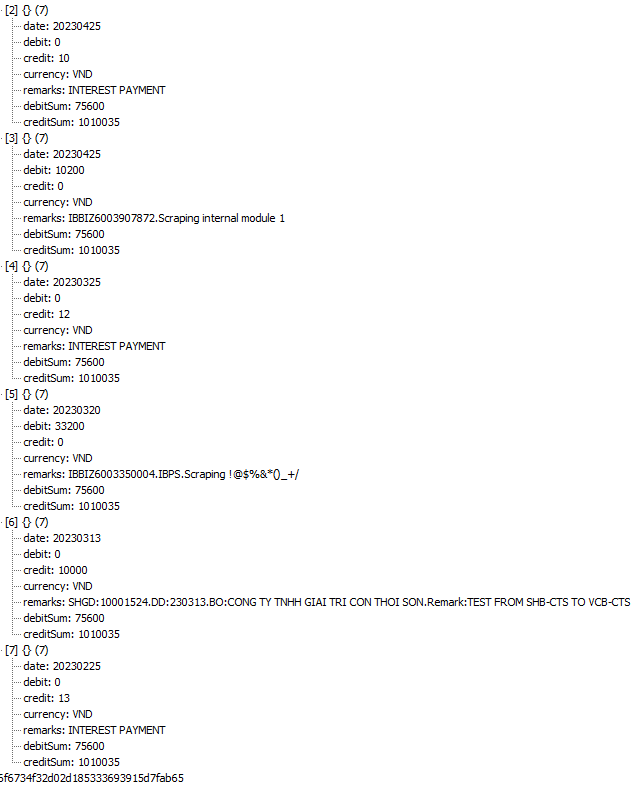 [2] {} (7)
date: 20230425
debit: 0
credit: 10
currency: VND
remarks: INTEREST PAYMENT
debitSum: 75600
creditSum: 1010035
[3] {} (7)
date: 20230425
debit: 10200
credit: 0
currency: VND
remarks: IBBIZ6003907872.Scraping internal module 1
debitSum: 75600
creditSum: 1010035
[4] {} (7)
date: 20230325
debit: 0
credit: 12
currency: VND
remarks: INTEREST PAYMENT
debitSum: 75600
creditSum: 1010035
[5] {} (7)
date: 20230320
debit: 33200
credit: 0
currency: VND
remarks: IBBIZ6003350004.IBPS.Scraping !@$%&*()_+/
debitSum: 75600
creditSum: 1010035
[6] {} (7)
date: 20230313
debit: 0
credit: 10000
currency: VND
remarks: SHGD:10001524.DD:230313.BO:CONG TY TNHH GIAI TRI CON THOI SON.Remark:TEST FROM SHB-CTS TO VCB-CTS
debitSum: 75600
creditSum: 1010035
[7] {} (7)
date: 20230225
debit: 0
credit: 13
currency: VND
remarks: INTEREST PAYMENT
debitSum: 75600
creditSum: 1010035
5f6734f32d02d185333693915d7fab65